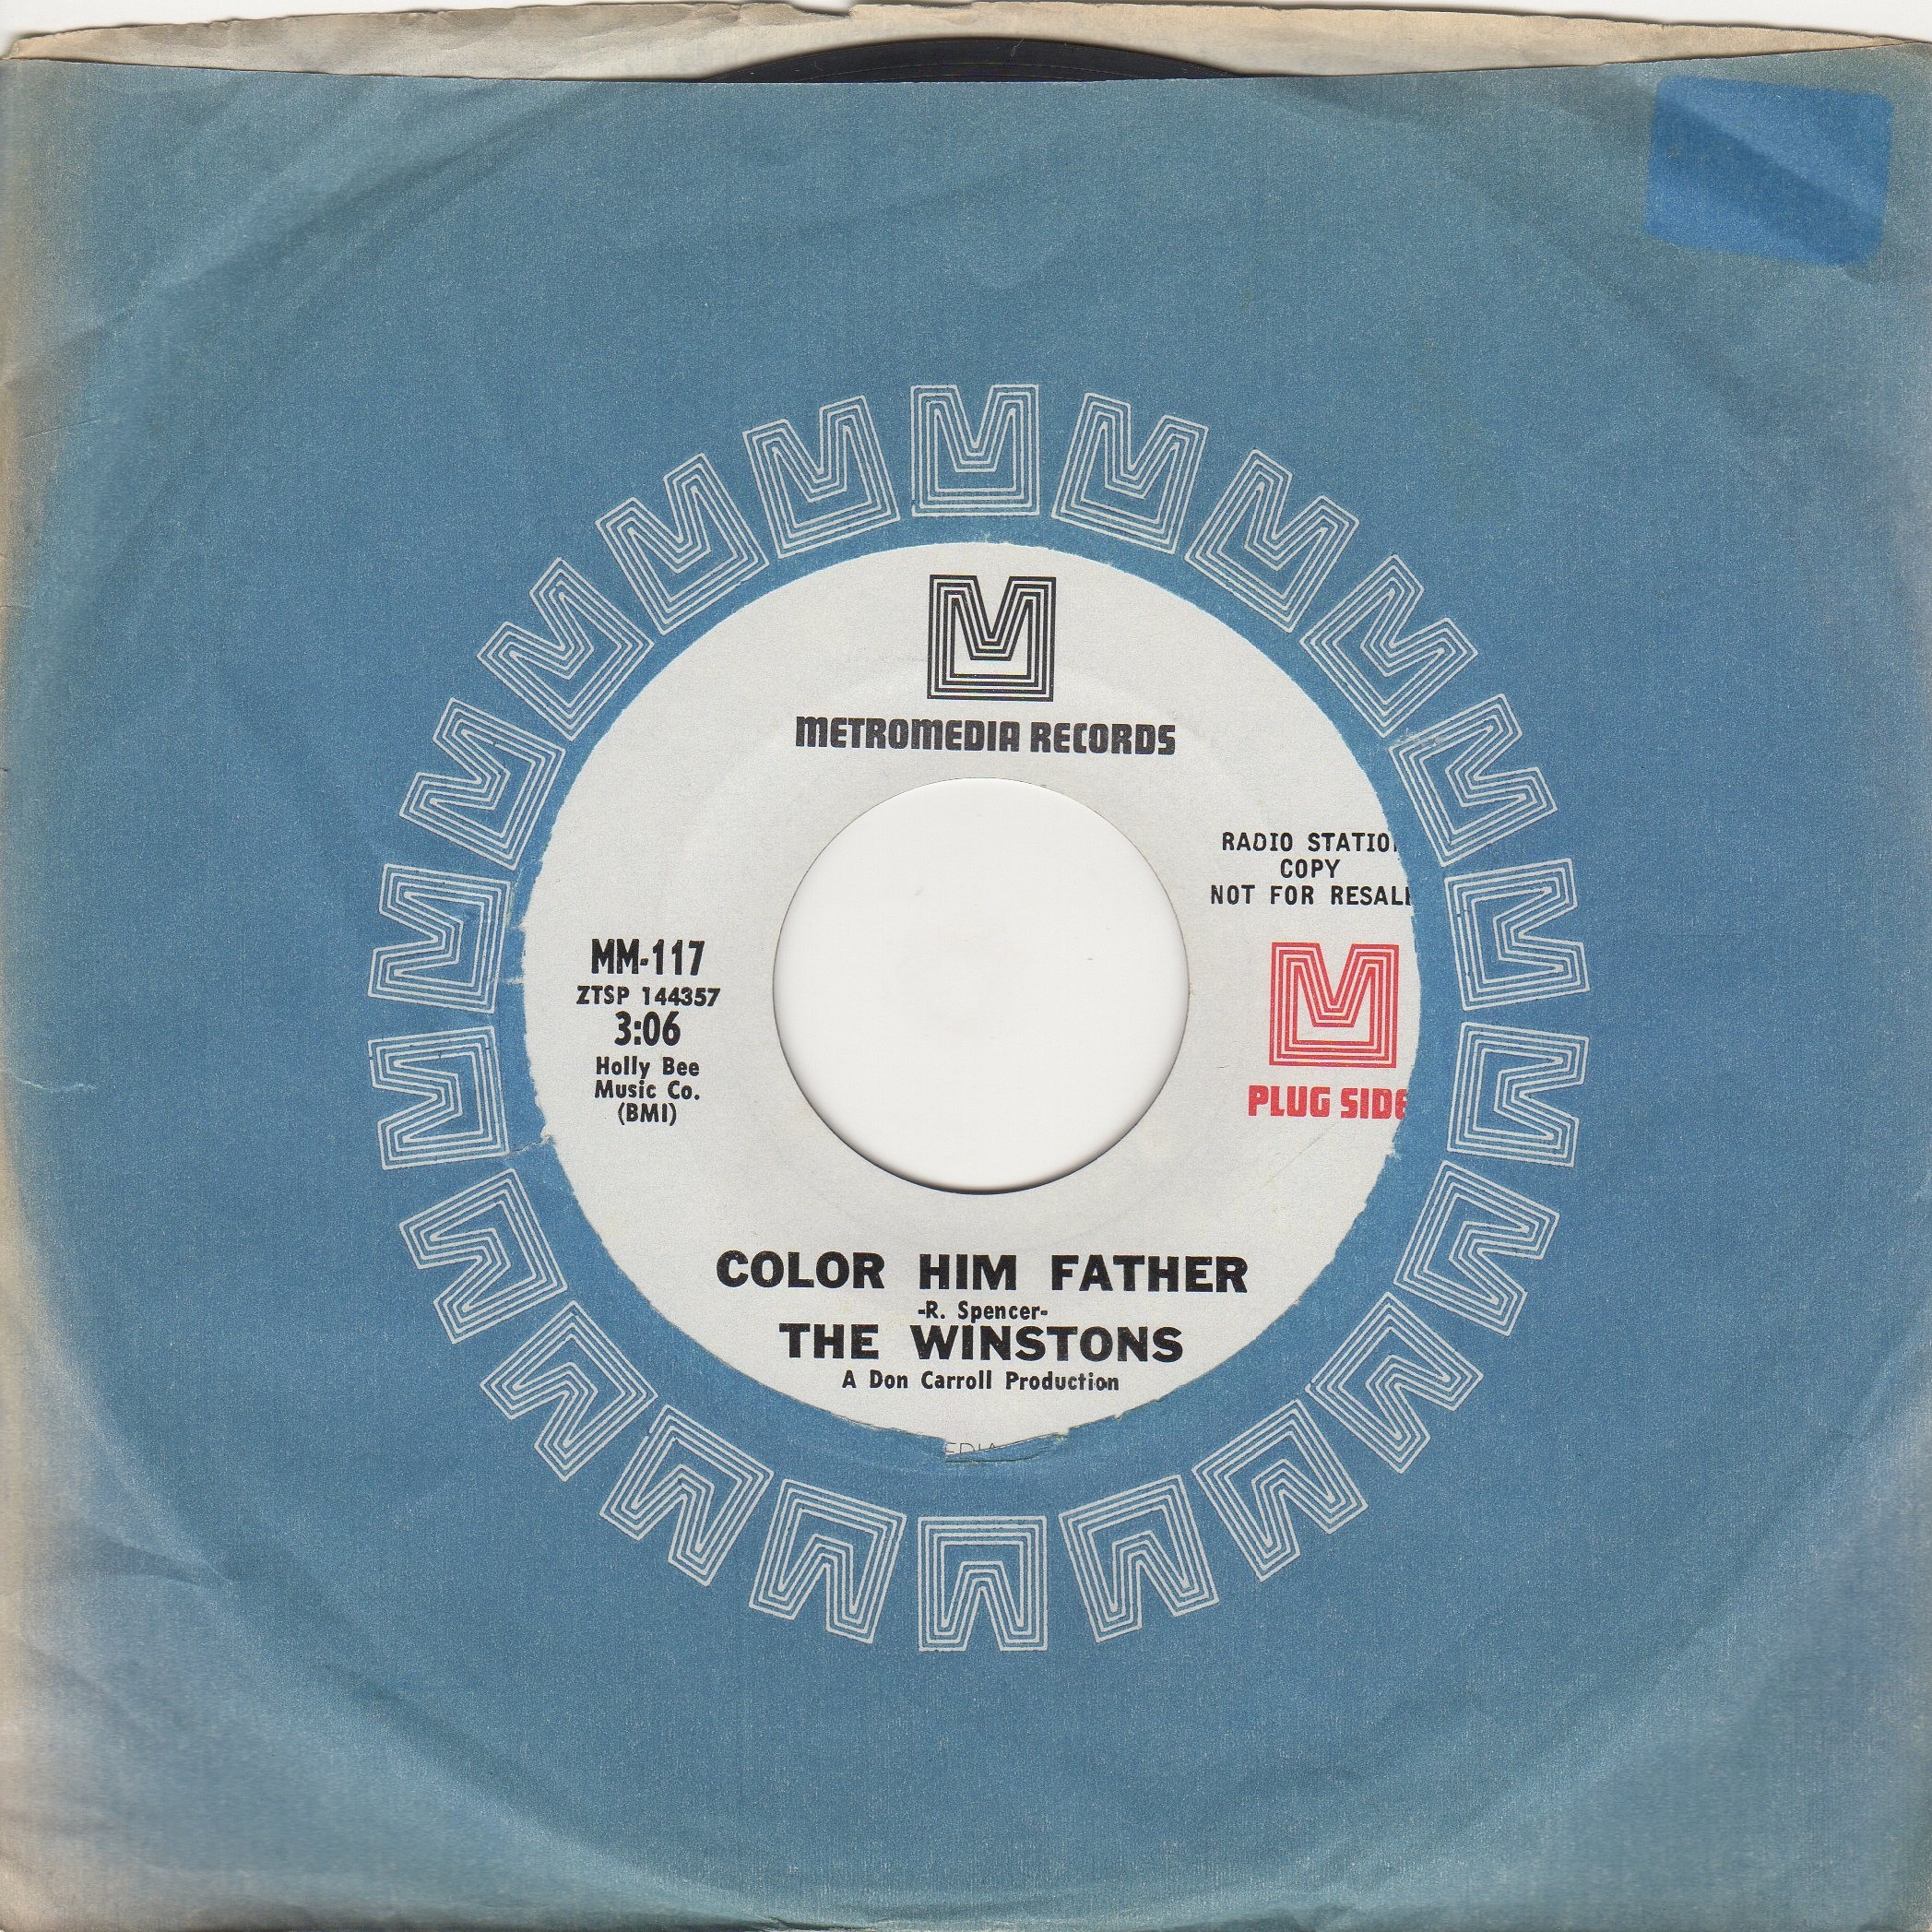 METROMEDIA RECORDS
RADIO STATION
COPY
NOT FOR RESALE
MM-117
ZTSP 144357
3:06
Holly Bee
Music Co.
(BMI)
PLUG SIDE
COLOR HIM FATHER
-R. Spencer-
THE WINSTONS
A Don Carroll Production